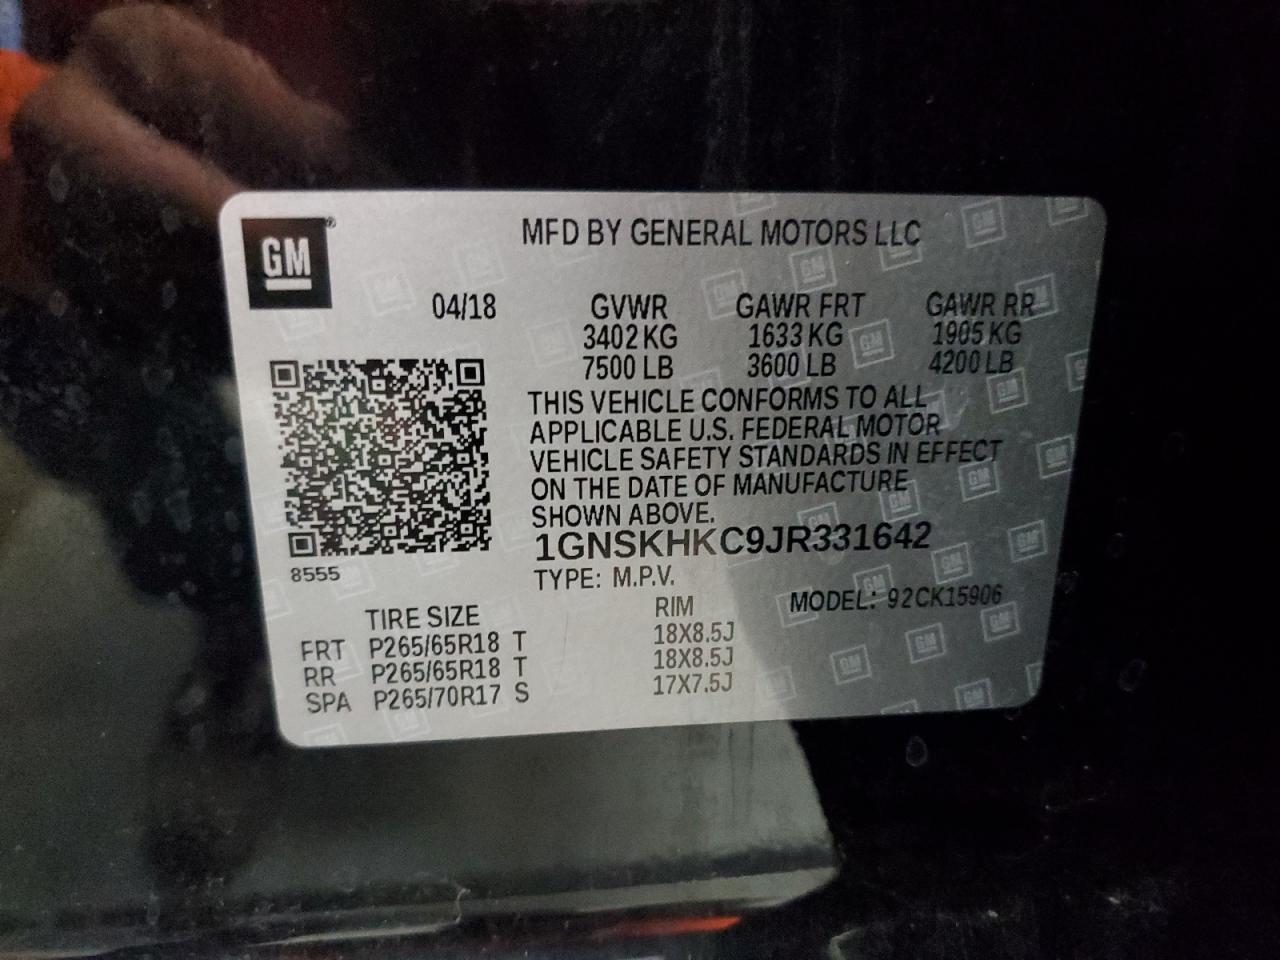 GM
MFD BY GENERAL MOTORS LLC
04/18 GVWR GAWR FRT GAWR RR
3402 KG 1633 KG 1905 KG
7500 LB 3600 LB 4200 LB
THIS VEHICLE CONFORMS TO ALL
APPLICABLE U.S. FEDERAL MOTOR
VEHICLE SAFETY STANDARDS IN EFFECT
ON THE DATE OF MANUFACTURE
SHOWN ABOVE.
1GNSKHKC9JR331642
8555
TYPE: M.P.V.
MODEL: 92CK15906
TIRE SIZE RIM
FRT P265/65R18 T 18X8.5J
RR P265/65R18 T 18X8.5J
SPA P265/70R17 S 17X7.5J